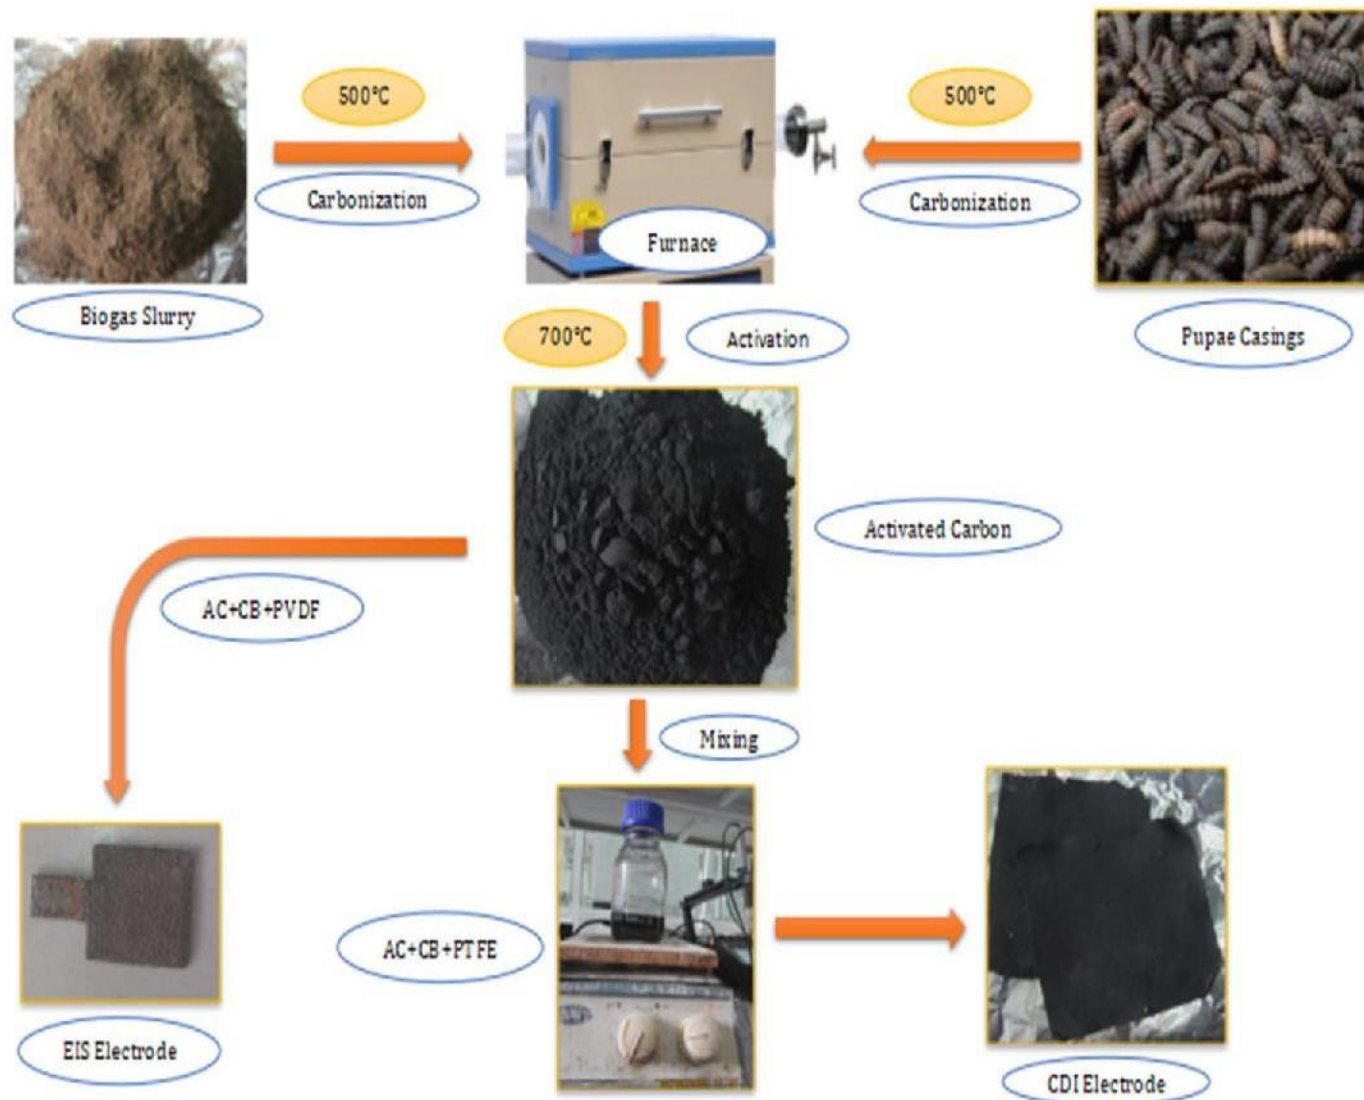 500°C
500°C
Carbonization
Carbonization
Furnace
Biogas Slurry
700°C
Activation
Pupae Casings
Activated Carbon
AC+CB+PVDF
Mixing
AC+CB+PTFE
EIS Electrode
CDI Electrode